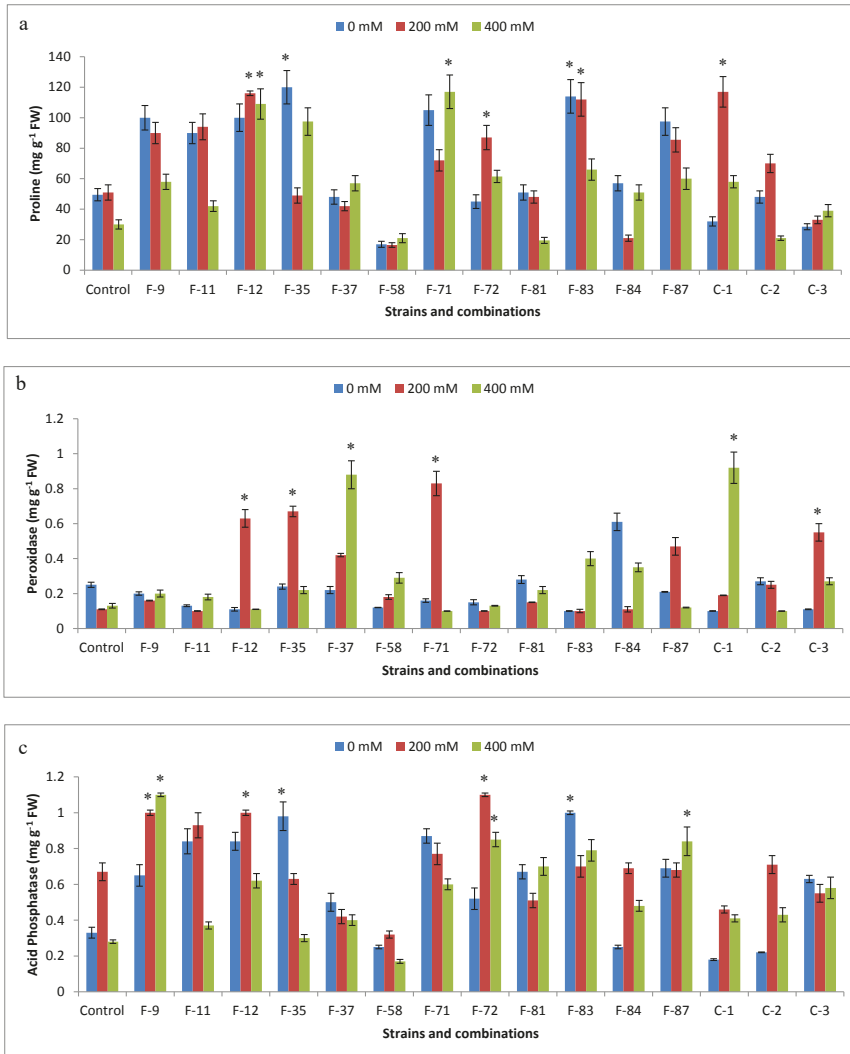 a
0 mM 200 mM 400 mM
Proline (mg g⁻¹ FW)
140
120
100
80
60
40
20
0
* * * * * * * *
Control F-9 F-11 F-12 F-35 F-37 F-58 F-71 F-72 F-81 F-83 F-84 F-87 C-1 C-2 C-3
Strains and combinations
b
0 mM 200 mM 400 mM
Peroxidase (mg g⁻¹ FW)
1.2
1
0.8
0.6
0.4
0.2
0
* * * * * *
Control F-9 F-11 F-12 F-35 F-37 F-58 F-71 F-72 F-81 F-83 F-84 F-87 C-1 C-2 C-3
Strains and combinations
c
0 mM 200 mM 400 mM
Acid Phosphatase (mg g⁻¹ FW)
1.2
1
0.8
0.6
0.4
0.2
0
* * * * * * * *
Control F-9 F-11 F-12 F-35 F-37 F-58 F-71 F-72 F-81 F-83 F-84 F-87 C-1 C-2 C-3
Strains and combinations